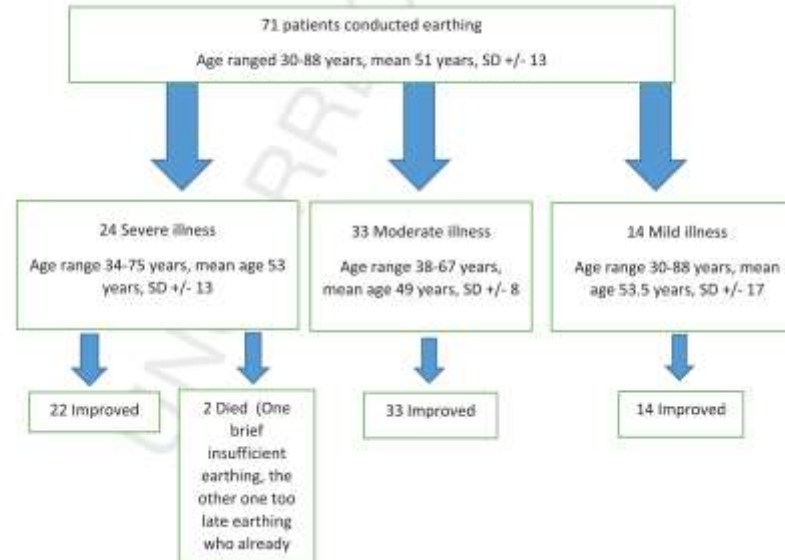 71 patients conducted earthing
Age ranged 30-88 years, mean 51 years, SD +/- 13
24 Severe illness
Age range 34-75 years, mean age 53
years, SD +/- 13
33 Moderate illness
Age range 38-67 years,
mean age 49 years, SD +/- 8
14 Mild illness
Age range 30-88 years, mean
age 53.5 years, SD +/- 17
22 Improved
2 Died (One
brief
insufficient
earthing, the
other one too
late earthing
who already
33 Improved
14 Improved